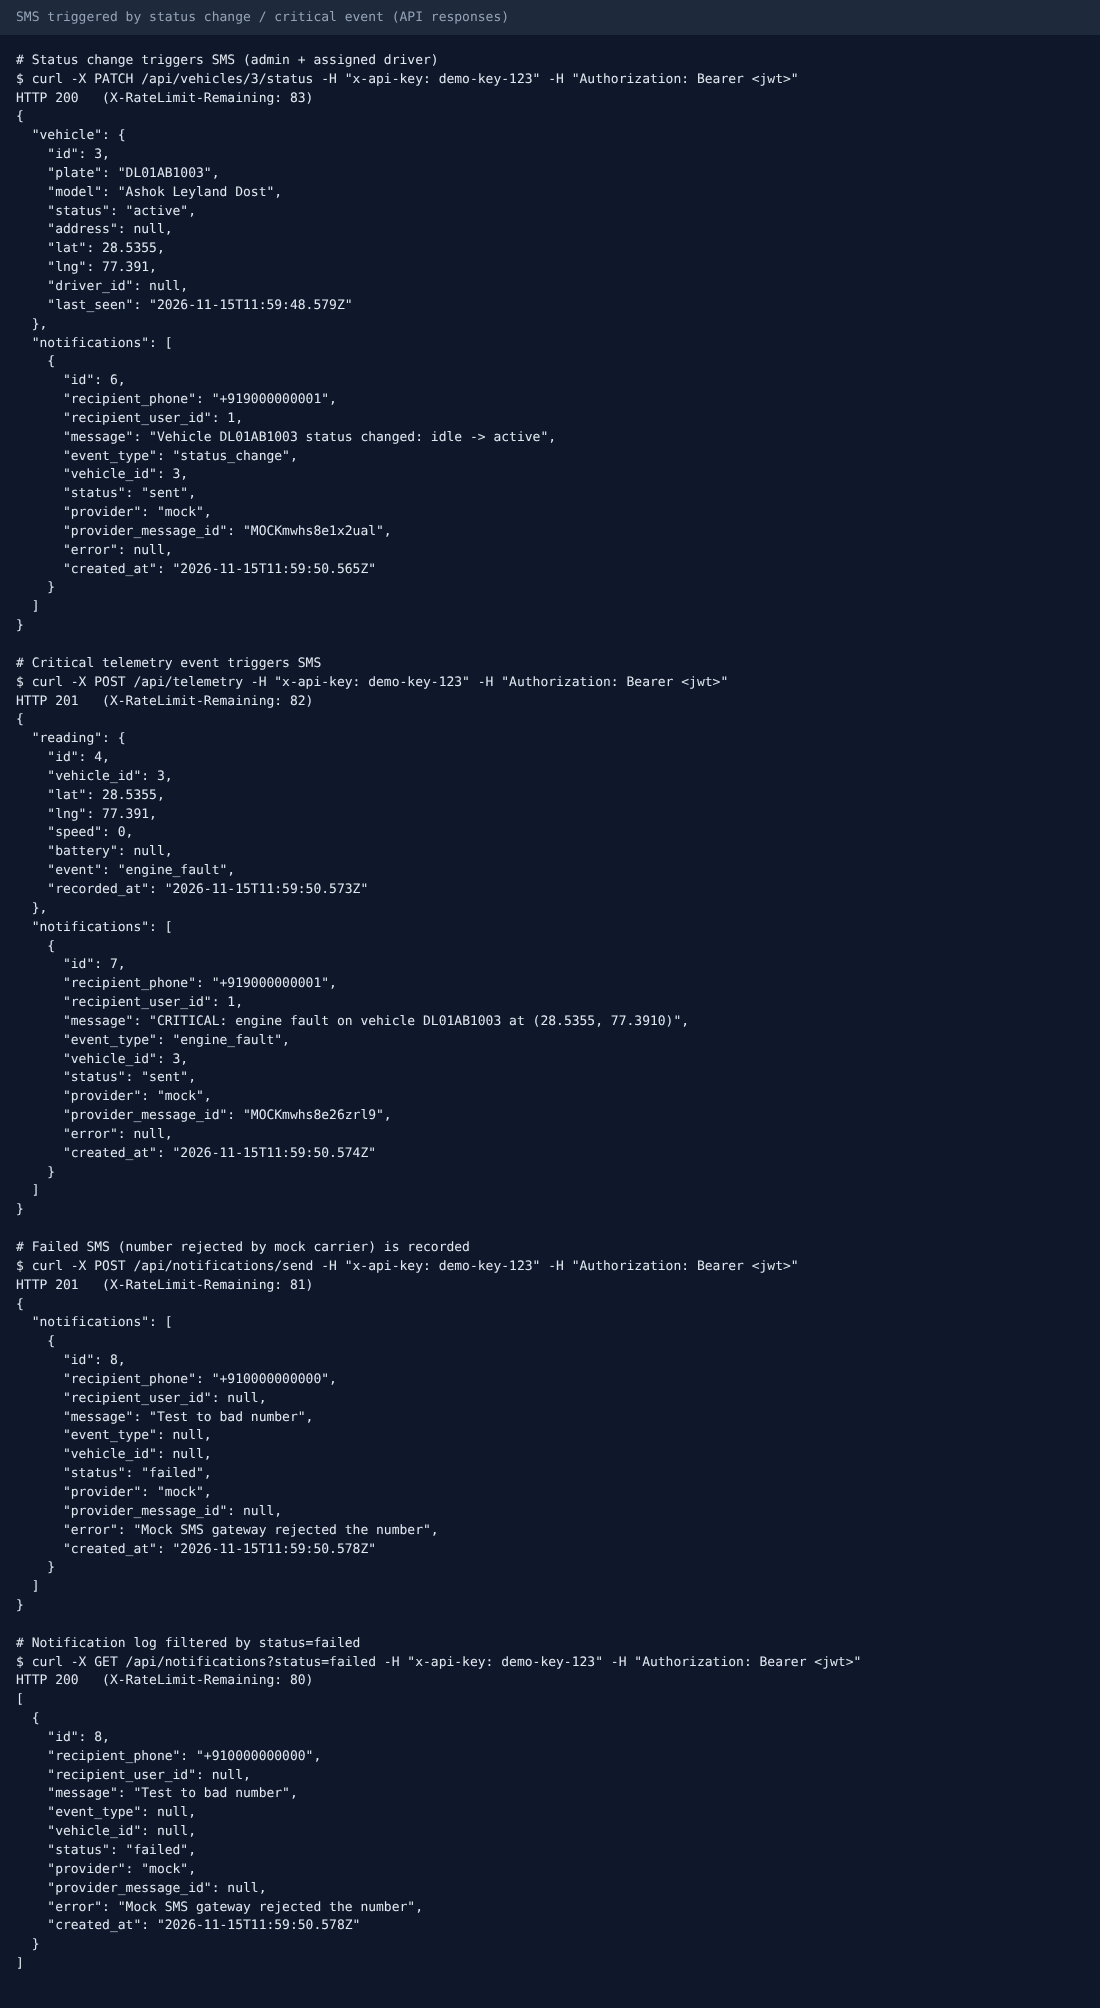 SMS triggered by status change / critical event (API responses)
# Status change triggers SMS (admin + assigned driver)
$ curl -X PATCH /api/vehicles/3/status -H "x-api-key: demo-key-123" -H "Authorization: Bearer <jwt>"
HTTP 200   (X-RateLimit-Remaining: 83)
{
  "vehicle": {
    "id": 3,
    "plate": "DL01AB1003",
    "model": "Ashok Leyland Dost",
    "status": "active",
    "address": null,
    "lat": 28.5355,
    "lng": 77.391,
    "driver_id": null,
    "last_seen": "2026-11-15T11:59:48.579Z"
  },
  "notifications": [
    {
      "id": 6,
      "recipient_phone": "+919000000001",
      "recipient_user_id": 1,
      "message": "Vehicle DL01AB1003 status changed: idle -> active",
      "event_type": "status_change",
      "vehicle_id": 3,
      "status": "sent",
      "provider": "mock",
      "provider_message_id": "MOCKmwhs8e1x2ual",
      "error": null,
      "created_at": "2026-11-15T11:59:50.565Z"
    }
  ]
}
# Critical telemetry event triggers SMS
$ curl -X POST /api/telemetry -H "x-api-key: demo-key-123" -H "Authorization: Bearer <jwt>"
HTTP 201   (X-RateLimit-Remaining: 82)
{
  "reading": {
    "id": 4,
    "vehicle_id": 3,
    "lat": 28.5355,
    "lng": 77.391,
    "speed": 0,
    "battery": null,
    "event": "engine_fault",
    "recorded_at": "2026-11-15T11:59:50.573Z"
  },
  "notifications": [
    {
      "id": 7,
      "recipient_phone": "+919000000001",
      "recipient_user_id": 1,
      "message": "CRITICAL: engine fault on vehicle DL01AB1003 at (28.5355, 77.3910)",
      "event_type": "engine_fault",
      "vehicle_id": 3,
      "status": "sent",
      "provider": "mock",
      "provider_message_id": "MOCKmwhs8e26zrl9",
      "error": null,
      "created_at": "2026-11-15T11:59:50.574Z"
    }
  ]
}
# Failed SMS (number rejected by mock carrier) is recorded
$ curl -X POST /api/notifications/send -H "x-api-key: demo-key-123" -H "Authorization: Bearer <jwt>"
HTTP 201   (X-RateLimit-Remaining: 81)
{
  "notifications": [
    {
      "id": 8,
      "recipient_phone": "+910000000000",
      "recipient_user_id": null,
      "message": "Test to bad number",
      "event_type": null,
      "vehicle_id": null,
      "status": "failed",
      "provider": "mock",
      "provider_message_id": null,
      "error": "Mock SMS gateway rejected the number",
      "created_at": "2026-11-15T11:59:50.578Z"
    }
  ]
}
# Notification log filtered by status=failed
$ curl -X GET /api/notifications?status=failed -H "x-api-key: demo-key-123" -H "Authorization: Bearer <jwt>"
HTTP 200   (X-RateLimit-Remaining: 80)
[
  {
    "id": 8,
    "recipient_phone": "+910000000000",
    "recipient_user_id": null,
    "message": "Test to bad number",
    "event_type": null,
    "vehicle_id": null,
    "status": "failed",
    "provider": "mock",
    "provider_message_id": null,
    "error": "Mock SMS gateway rejected the number",
    "created_at": "2026-11-15T11:59:50.578Z"
  }
]